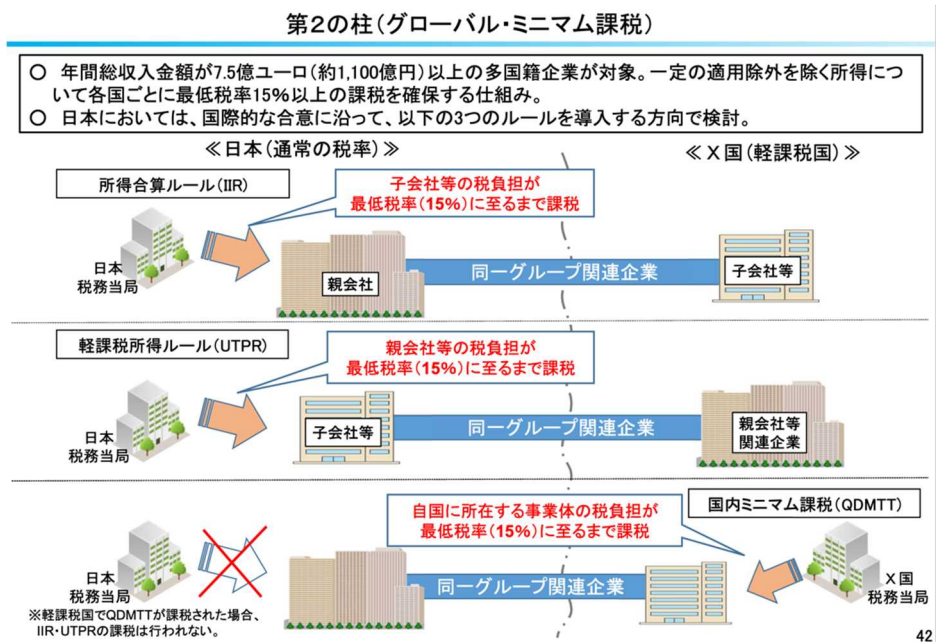 第2の柱(グローバル・ミニマム課税)
○ 年間総収入金額が7.5億ユーロ(約1,100億円)以上の多国籍企業が対象。一定の適用除外を除く所得につ
いて各国ごとに最低税率15%以上の課税を確保する仕組み。
○ 日本においては、国際的な合意に沿って、以下の3つのルールを導入する方向で検討。
≪日本(通常の税率)≫
≪X国(軽課税国)≫
所得合算ルール(IIR)
子会社等の税負担が
最低税率(15%)に至るまで課税
日本
税務当局
親会社
同一グループ関連企業
子会社等
軽課税所得ルール(UTPR)
親会社等の税負担が
最低税率(15%)に至るまで課税
日本
税務当局
子会社等
同一グループ関連企業
親会社等
関連企業
自国に所在する事業体の税負担が
最低税率(15%)に至るまで課税
国内ミニマム課税(QDMTT)
日本
税務当局
同一グループ関連企業
X国
税務当局
※軽課税国でQDMTTが課税された場合、
IIR・UTPRの課税は行われない。
42